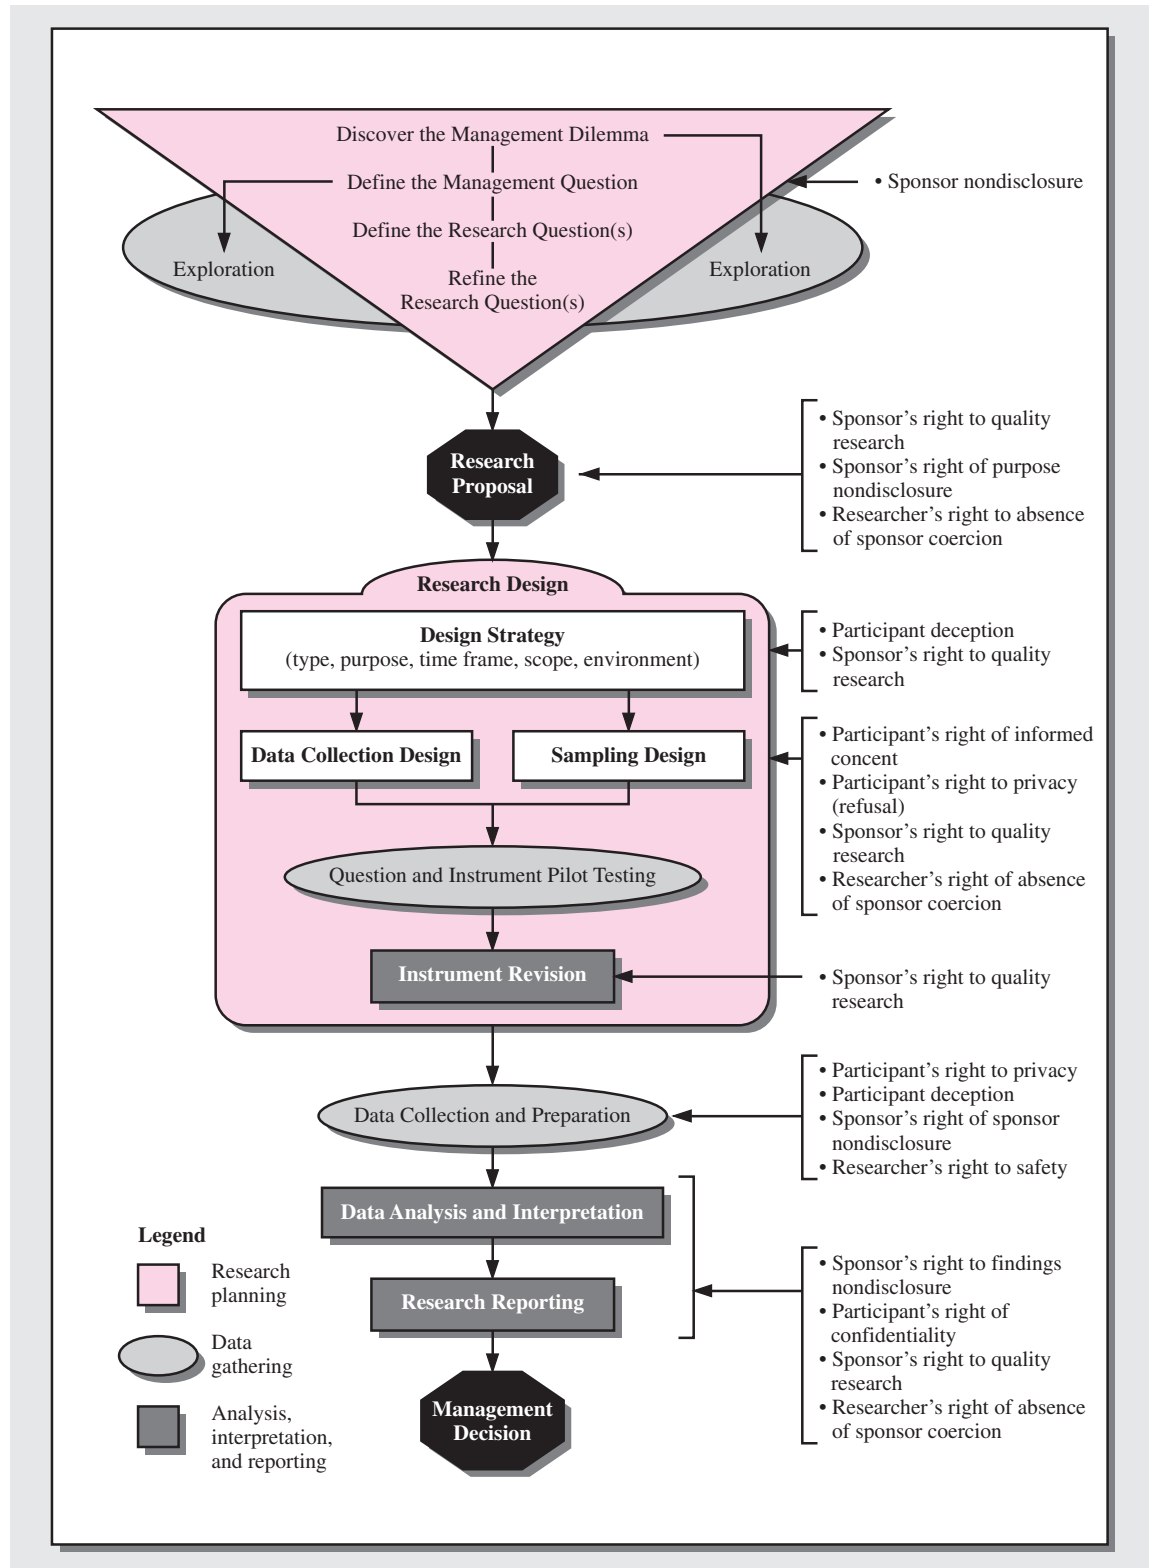 Discover the Management Dilemma
Define the Management Question
• Sponsor nondisclosure
Define the Research Question(s)
Exploration
Exploration
Refine the
Research Question(s)
Research
Proposal
• Sponsor's right to quality
research
• Sponsor's right of purpose
nondisclosure
• Researcher's right to absence
of sponsor coercion
Research Design
Design Strategy
(type, purpose, time frame, scope, environment)
• Participant deception
• Sponsor's right to quality
research
Data Collection Design
Sampling Design
• Participant's right of informed
concent
• Participant's right to privacy
(refusal)
• Sponsor's right to quality
research
• Researcher's right of absence
of sponsor coercion
Question and Instrument Pilot Testing
Instrument Revision
• Sponsor's right to quality
research
Data Collection and Preparation
• Participant's right to privacy
• Participant deception
• Sponsor's right of sponsor
nondisclosure
• Researcher's right to safety
Data Analysis and Interpretation
Research Reporting
• Sponsor's right to findings
nondisclosure
• Participant's right of
confidentiality
• Sponsor's right to quality
research
• Researcher's right of absence
of sponsor coercion
Management
Decision
Legend
Research
planning
Data
gathering
Analysis,
interpretation,
and reporting